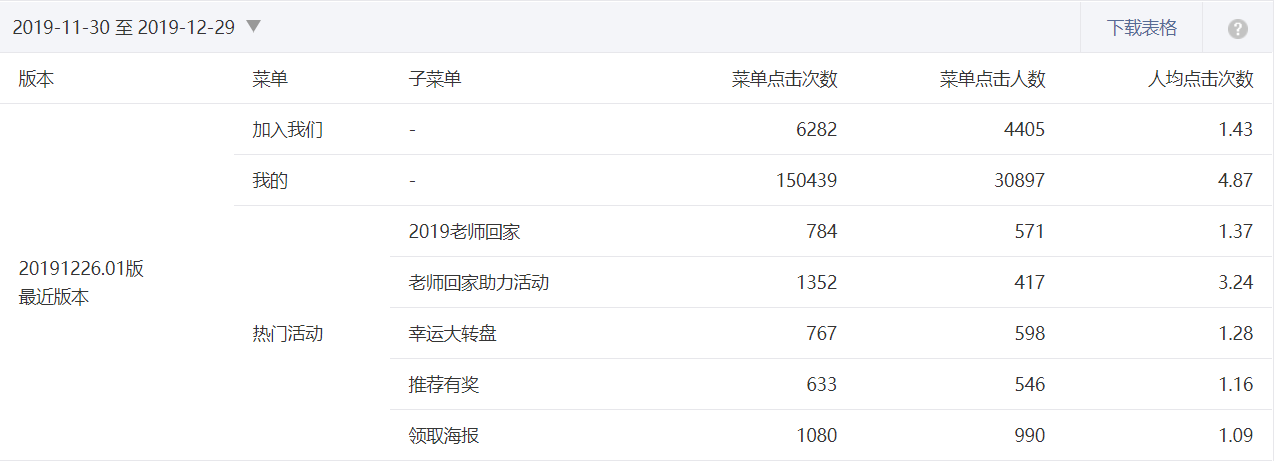 2019-11-30 至 2019-12-29 ▼ 下载表格 ?
版本 菜单 子菜单 菜单点击次数 菜单点击人数 人均点击次数
加入我们 - 6282 4405 1.43
我的 - 150439 30897 4.87
2019老师回家 784 571 1.37
20191226.01版
最近版本
老师回家助力活动 1352 417 3.24
热门活动
幸运大转盘 767 598 1.28
推荐有奖 633 546 1.16
领取海报 1080 990 1.09